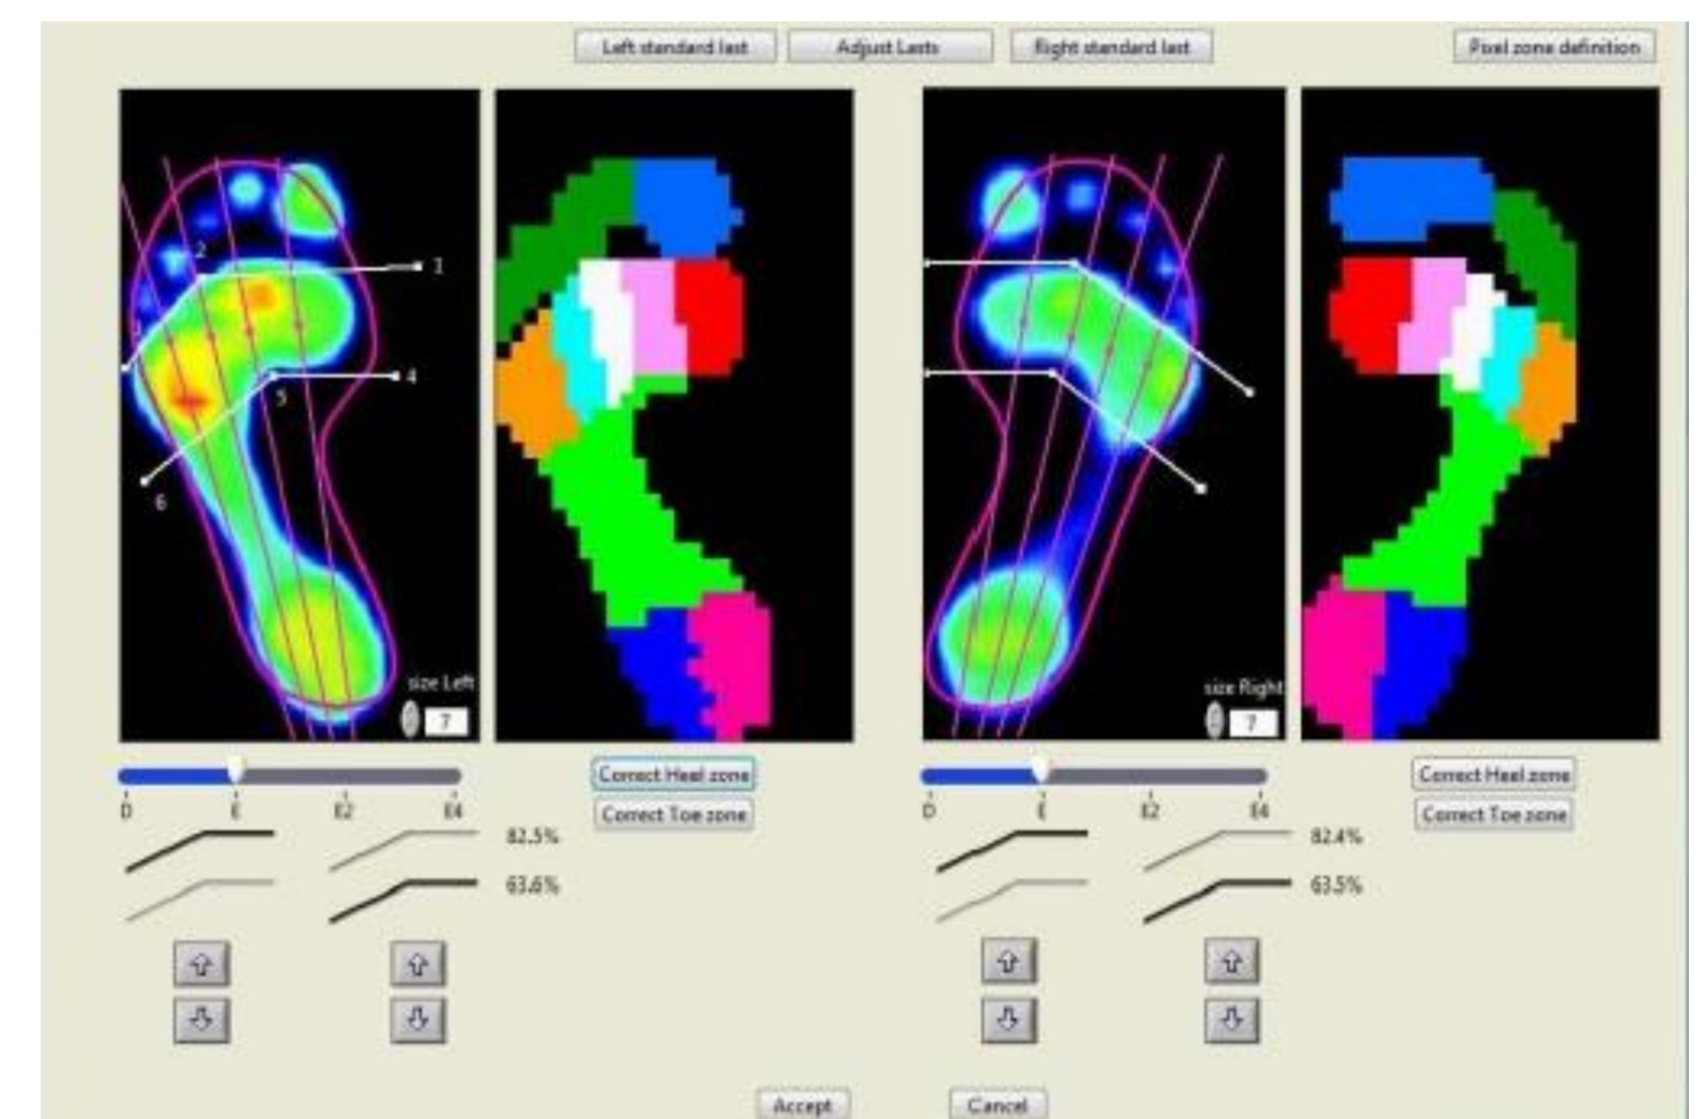 Left standard last Adjust Lasts Right standard last Pixel zone definition
2 1
3
4
5
6
size Left size Right
7 7
Correct Heel zone Correct Heel zone
D E E2 E4 D E E2 E4
Correct Toe zone Correct Toe zone
82.5% 82.4%
63.6% 63.5%
Accept Cancel